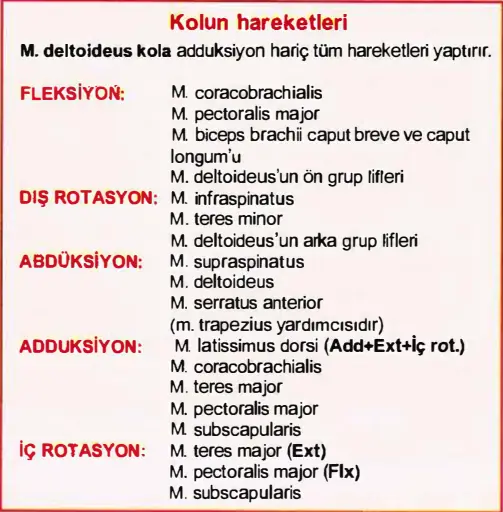 Kolun hareketleri
M. deltoideus kola adduksiyon hariç tüm hareketleri yaptırır.
FLEKSİYON: M. coracobrachialis
M. pectoralis major
M. biceps brachii caput breve ve caput
longum'u
M. deltoideus'un ön grup lifleri
DIŞ ROTASYON: M. infraspinatus
M. teres minor
M. deltoideus'un arka grup lifleri
ABDÜKSİYON: M. supraspinatus
M. deltoideus
M. serratus anterior
(m. trapezius yardımcısıdır)
ADDUKSİYON: M. latissimus dorsi (Add+Ext+İç rot.)
M. coracobrachialis
M. teres major
M. pectoralis major
M. subscapularis
İÇ ROTASYON: M. teres major (Ext)
M. pectoralis major (Flx)
M. subscapularis